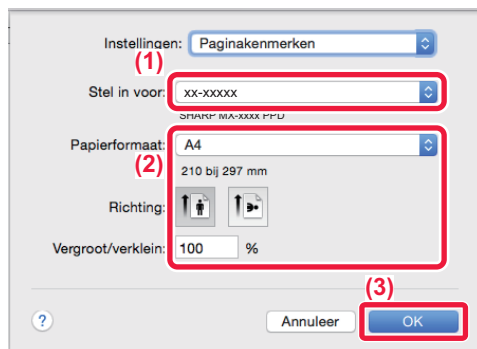 Instellingen: Paginakenmerken
(1)
Stel in voor: xx-xxxxx
SHARP MX-xxxx PPD
Papierformaat: A4
(2)
210 bij 297 mm
Richting:
Vergroot/verklein: 100 %
(3)
? Annuleer OK